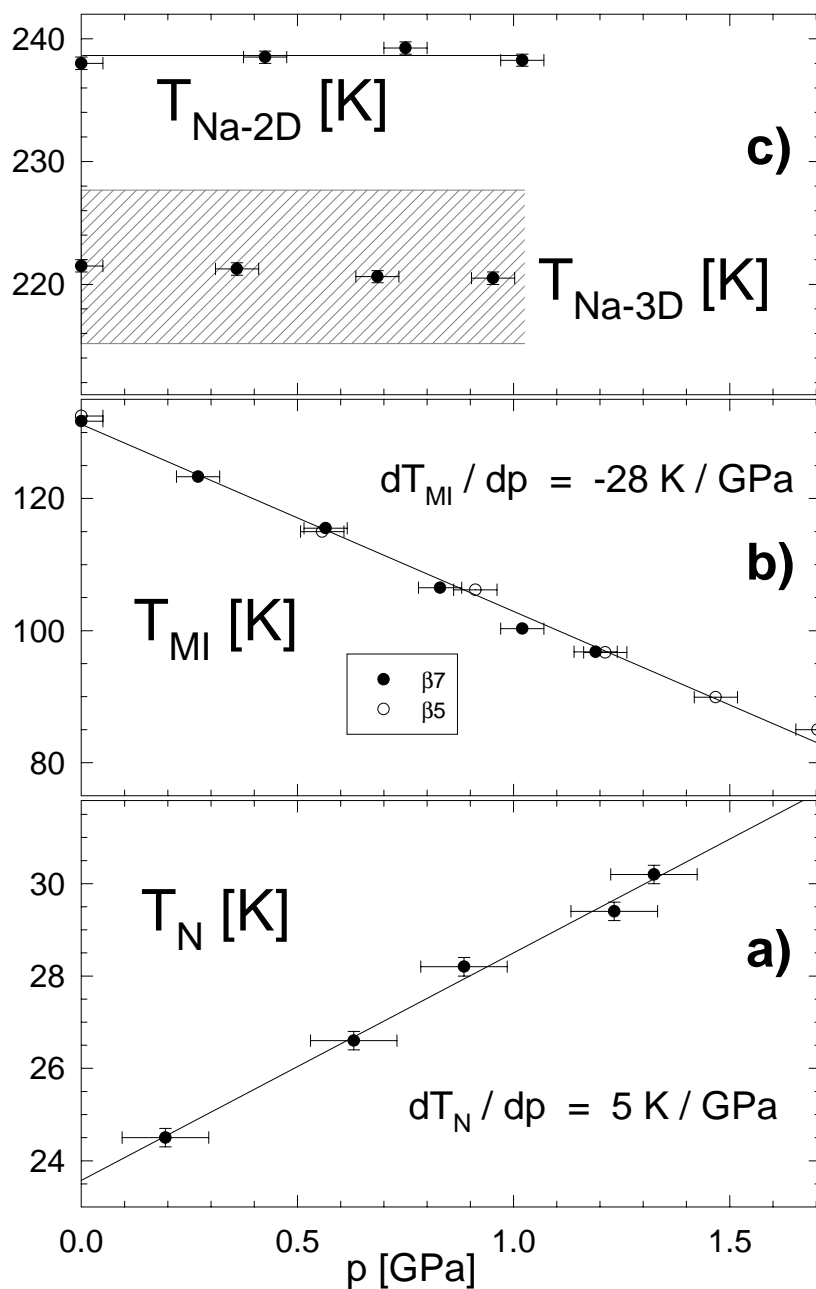 240
T_Na-2D [K]
c)
230
220
T_Na-3D [K]
dT_MI / dp = -28 K / GPa
120
b)
T_MI [K]
100
β7
β5
80
30
T_N [K]
a)
28
26
dT_N / dp = 5 K / GPa
24
0.0 0.5 1.0 1.5
p [GPa]